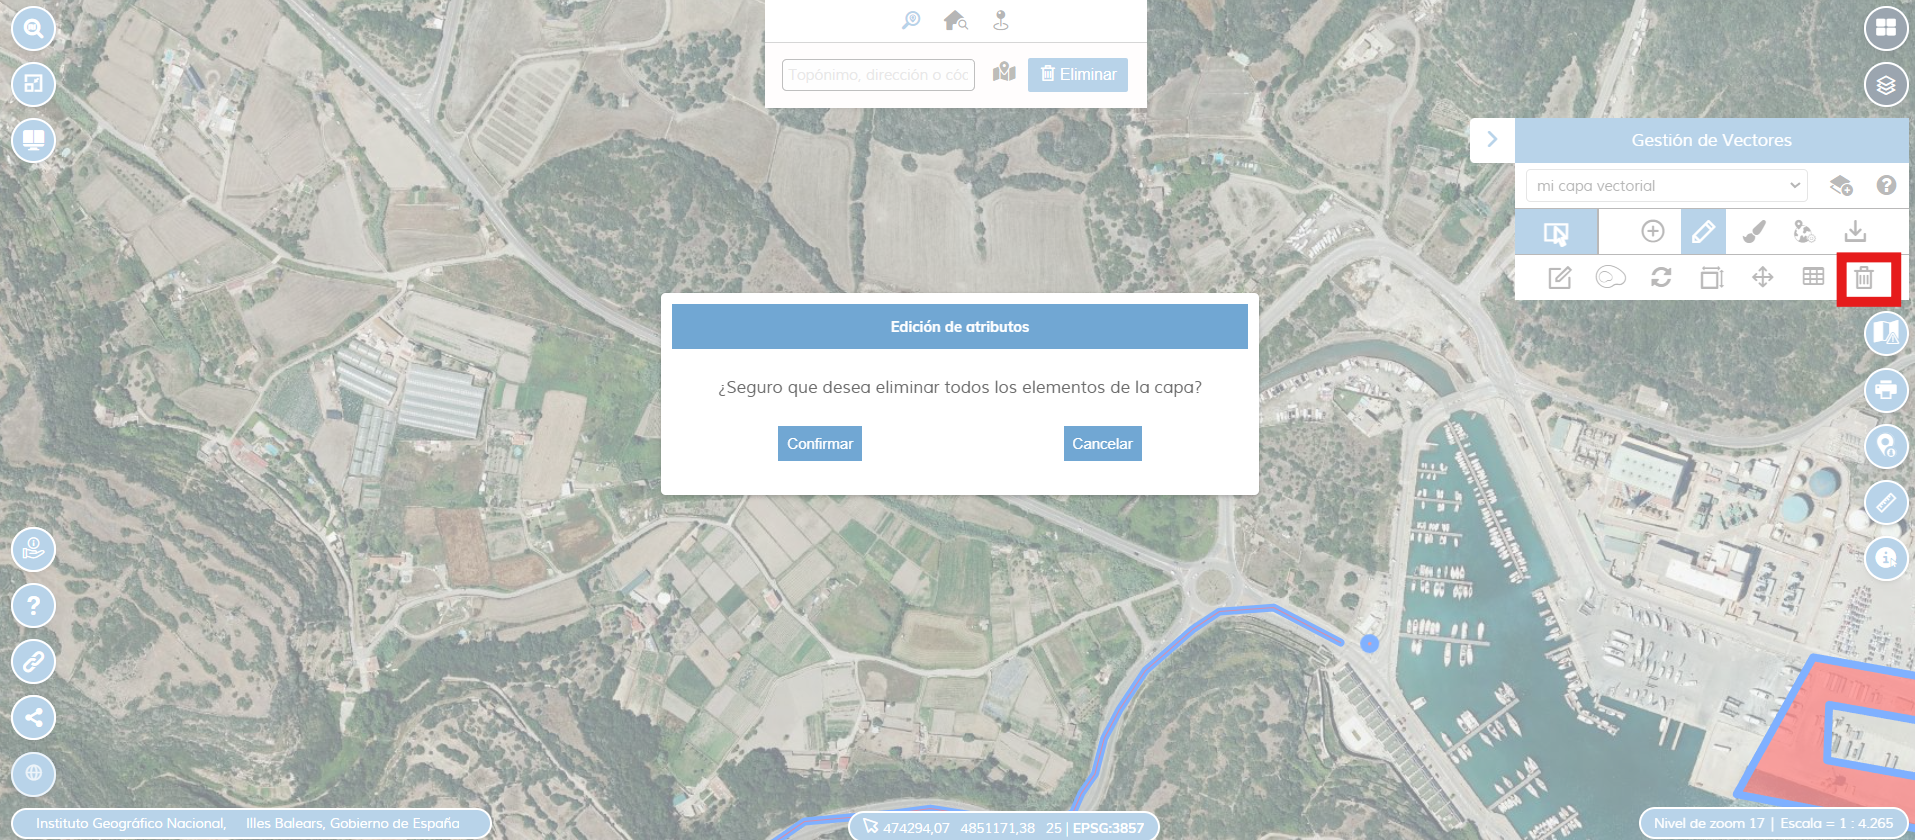 Topónimo, dirección o cóc
Eliminar
Gestión de Vectores
mi capa vectorial
Edición de atributos
¿Seguro que desea eliminar todos los elementos de la capa?
Confirmar
Cancelar
Instituto Geográfico Nacional, Illes Balears, Gobierno de España
474294,07 4851171,38 25 | EPSG:3857
Nivel de zoom 17 | Escala = 1 : 4.265